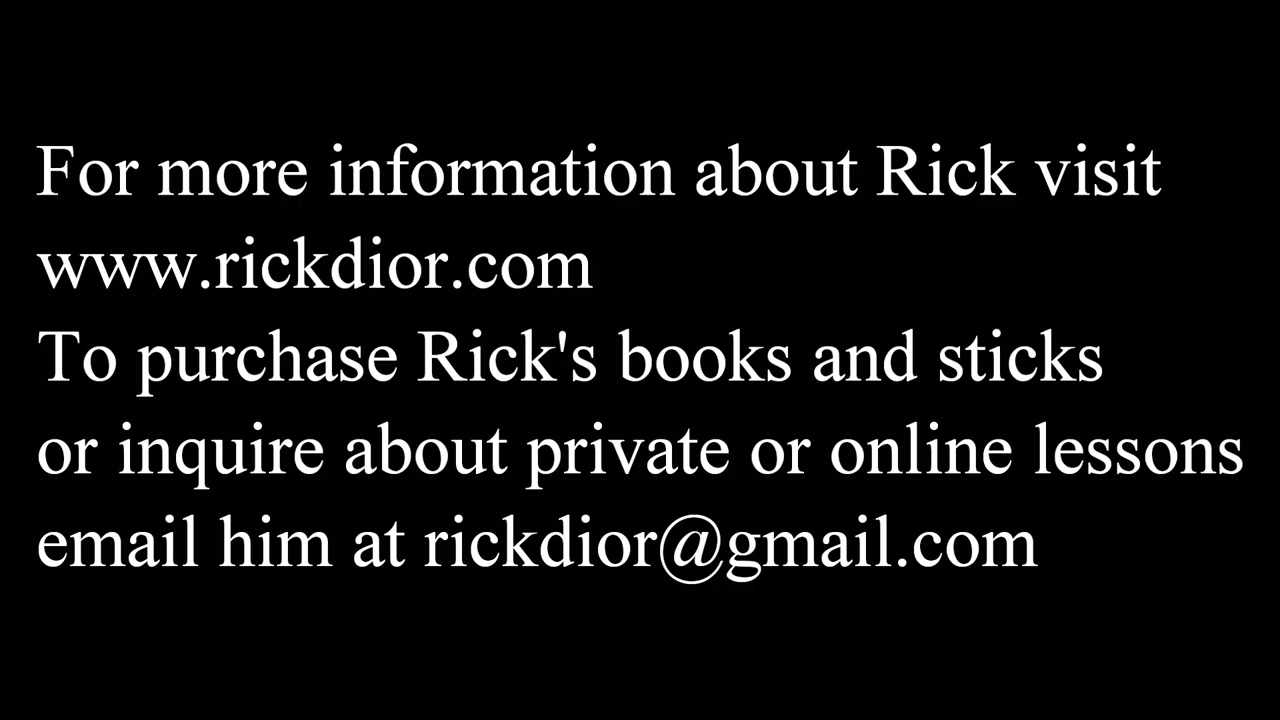 For more information about Rick visit
www.rickdior.com
To purchase Rick's books and sticks
or inquire about private or online lessons
email him at rickdior@gmail.com